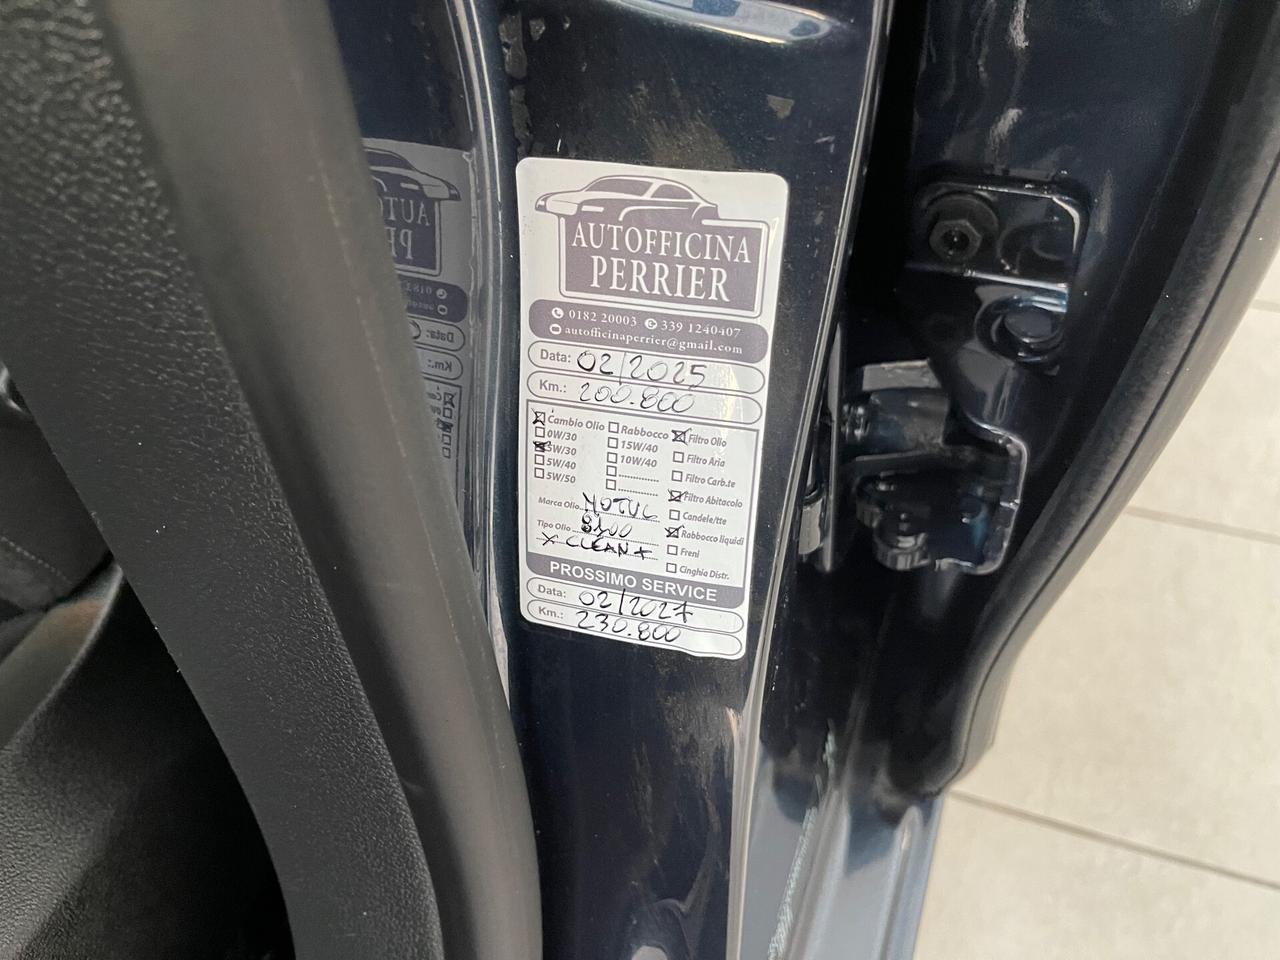 AUTOFFICINA
PERRIER
0182 20003 339 1240407
autofficinaperrier@gmail.com
Data: 02/2025
Km.: 200.800
Cambio Olio Rabbocco Filtro Olio
0W/30 15W/40 Filtro Aria
5W/30 10W/40 Filtro Carb.te
5W/40 Filtro Abitacolo
5W/50 Candele/tte
Marca Olio MOTUL Rabbocco liquidi
Tipo Olio 8100 Freni
X-CLEAN+ Cinghia Distr.
PROSSIMO SERVICE
Data: 02/2027
Km.: 230.800